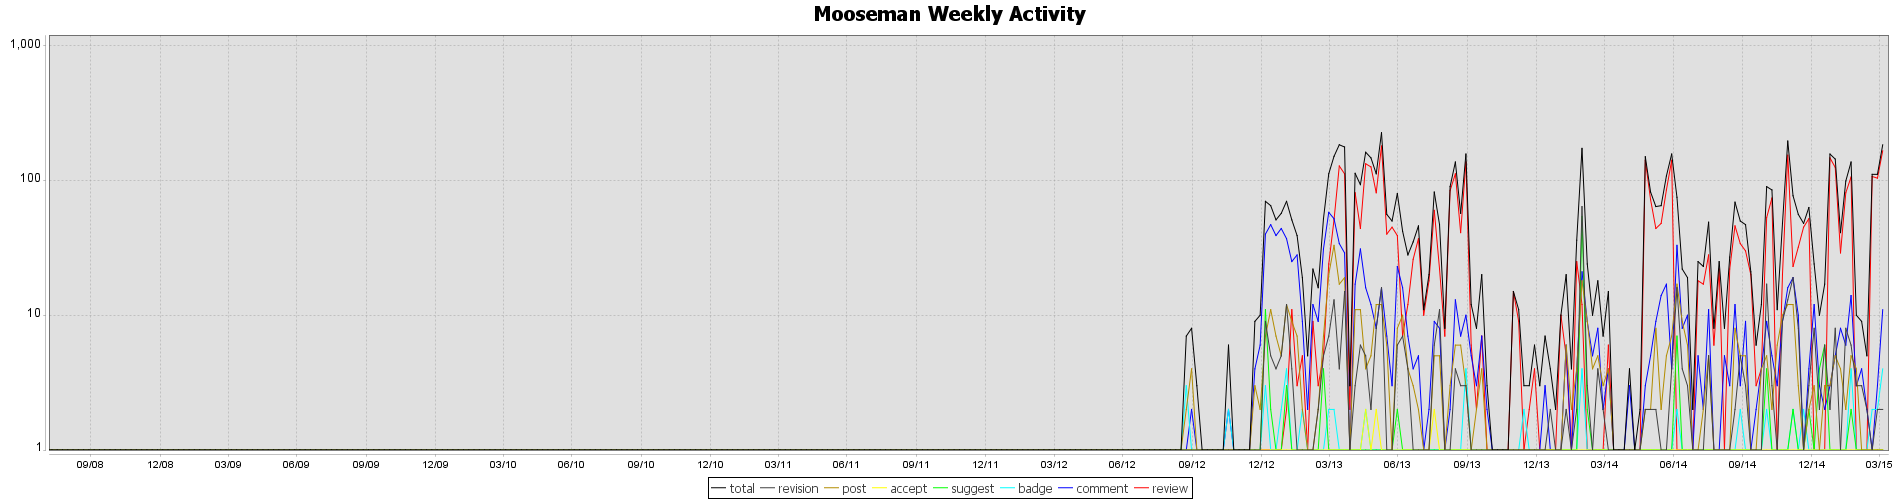 Mooseman Weekly Activity
1,000
100
10
1
09/08 12/08 03/09 06/09 09/09 12/09 03/10 06/10 09/10 12/10 03/11 06/11 09/11 12/11 03/12 06/12 09/12 12/12 03/13 06/13 09/13 12/13 03/14 06/14 09/14 12/14 03/15
total revision post accept suggest badge comment review